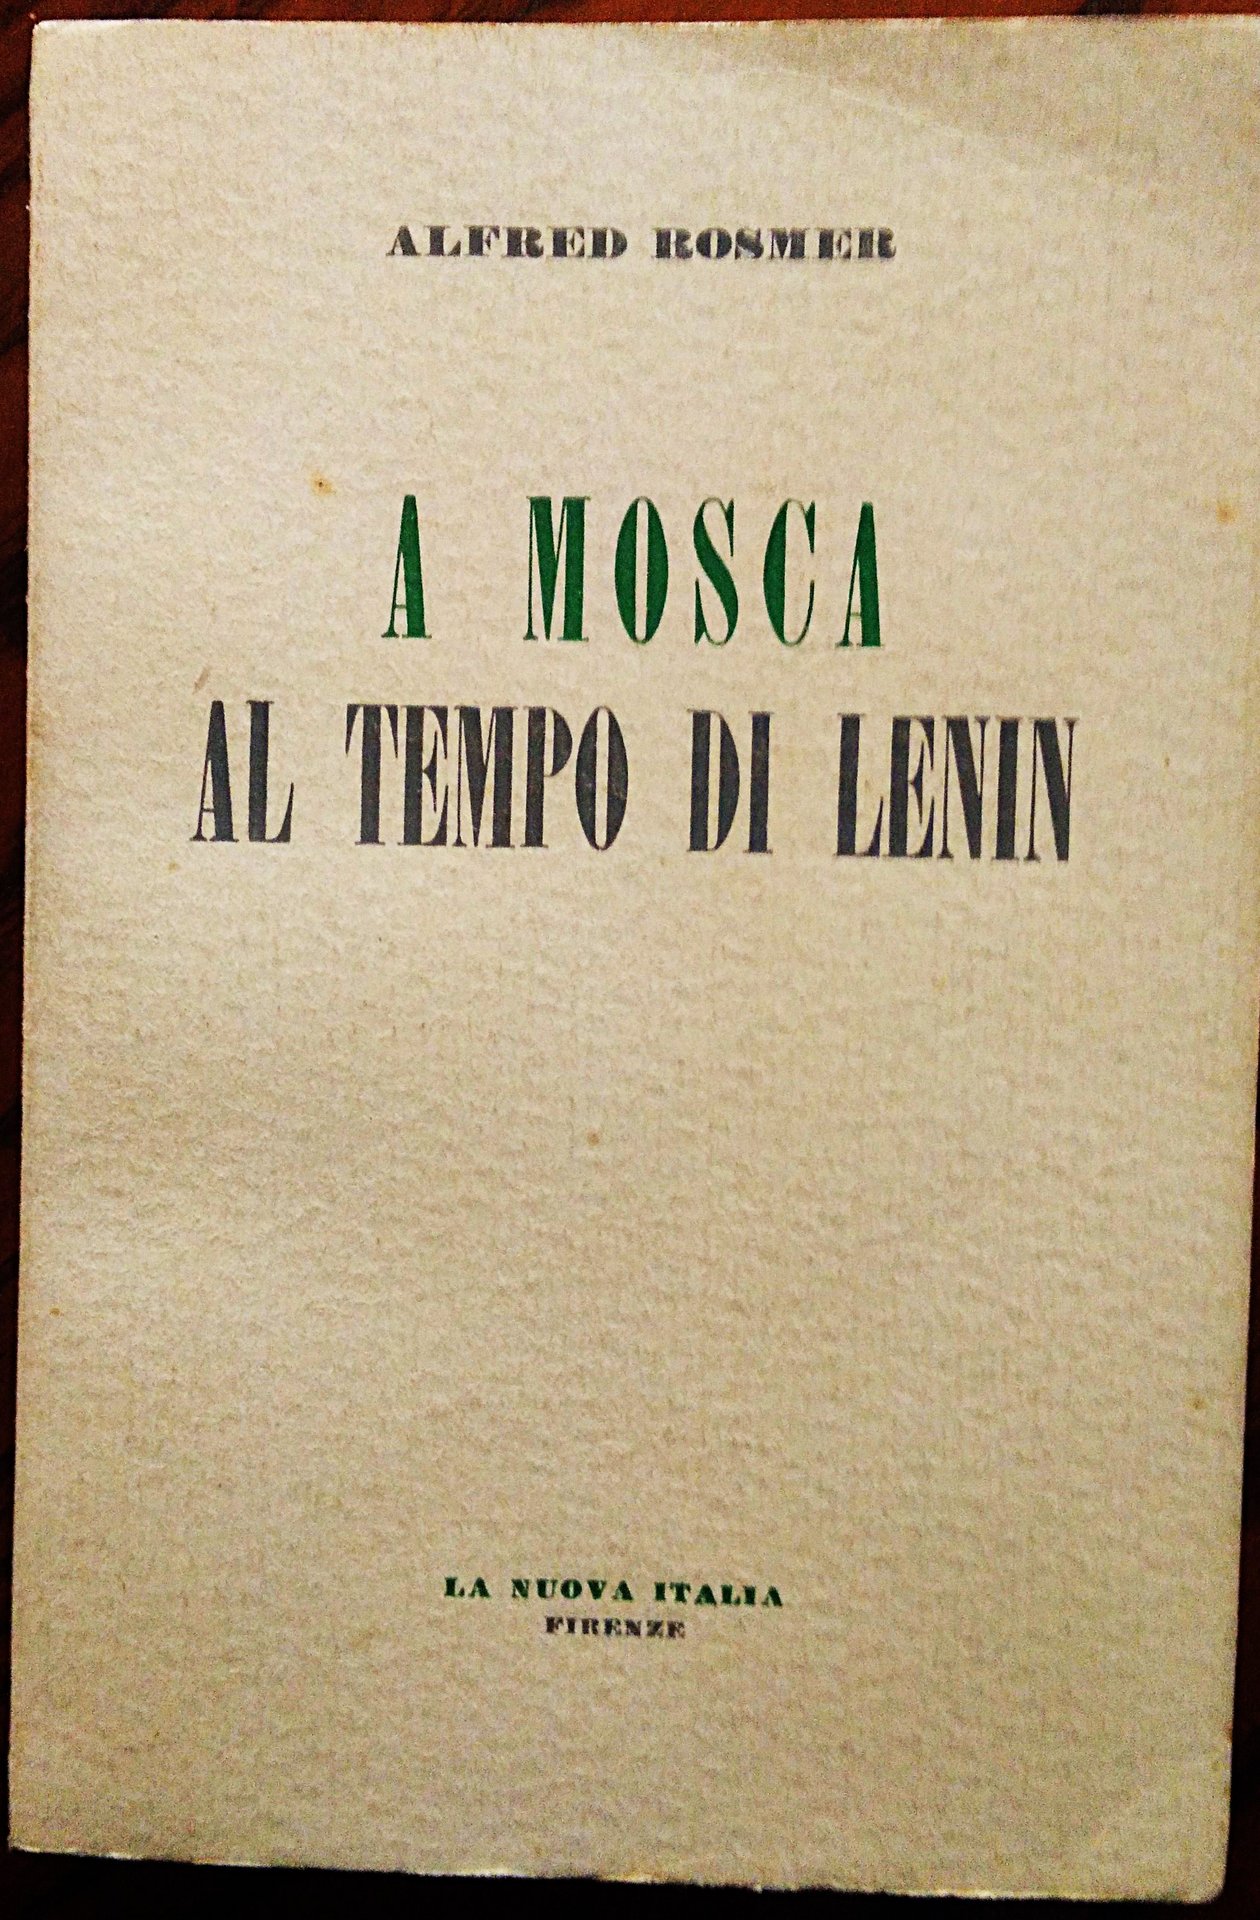 ALFRED ROSMER
A MOSCA
AL TEMPO DI LENIN
LA NUOVA ITALIA
FIRENZE